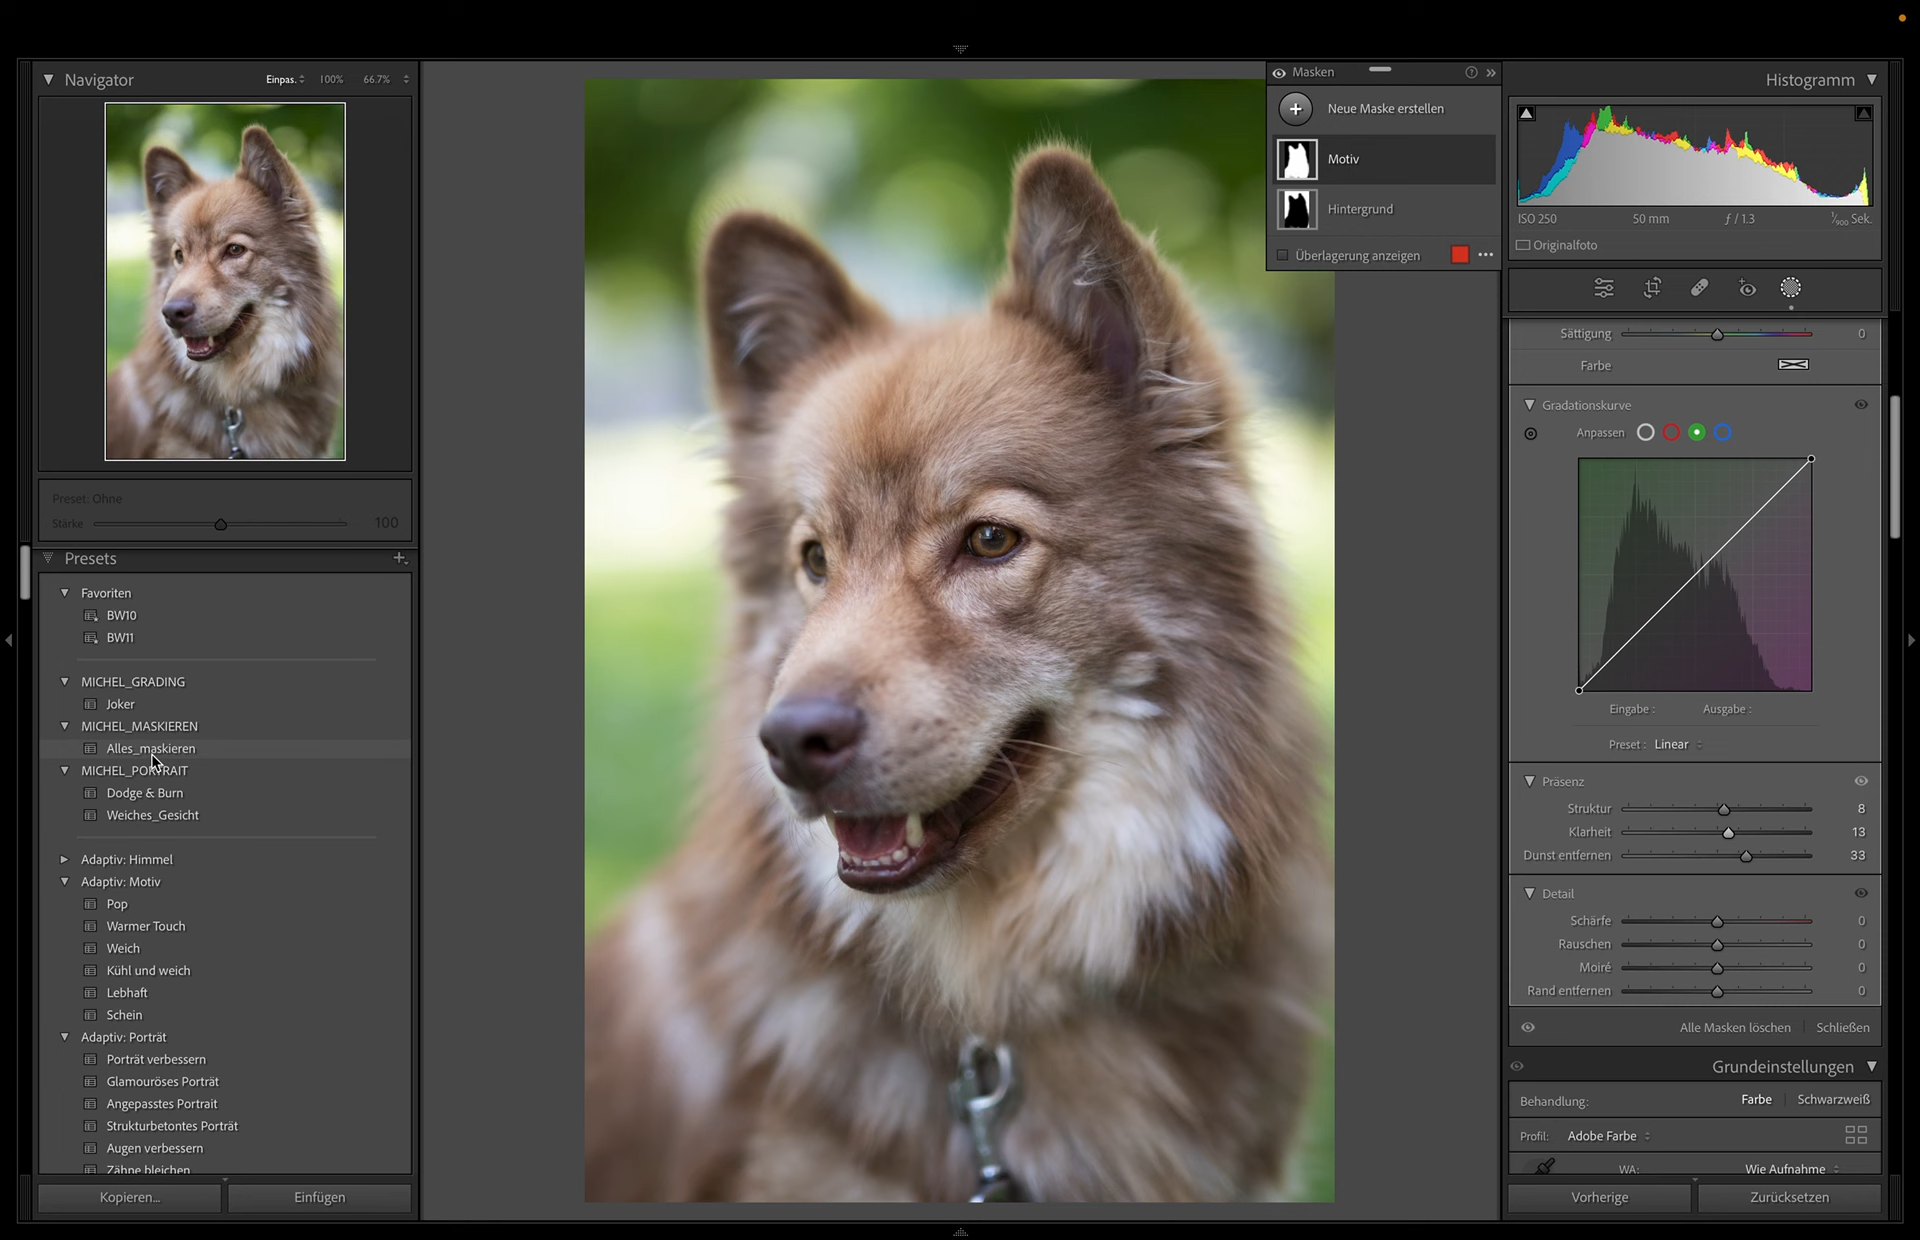 Navigator
Einpas. 100% 66.7%
Preset: Ohne
Stärke 100
Presets
Favoriten
BW10
BW11
MICHEL_GRADING
Joker
MICHEL_MASKIEREN
Alles_maskieren
MICHEL_PORTRAIT
Dodge & Burn
Weiches_Gesicht
Adaptiv: Himmel
Adaptiv: Motiv
Pop
Warmer Touch
Weich
Kühl und weich
Lebhaft
Schein
Adaptiv: Porträt
Porträt verbessern
Glamouröses Porträt
Angepasstes Portrait
Strukturbetontes Porträt
Augen verbessern
Zähne bleichen
Kopieren...
Einfügen
Masken
Neue Maske erstellen
Motiv
Hintergrund
Überlagerung anzeigen
Histogramm
ISO 250 50 mm ƒ / 1.3 1/900 Sek.
Originalfoto
Sättigung 0
Farbe
Gradationskurve
Anpassen
Eingabe : Ausgabe :
Preset : Linear
Präsenz
Struktur 8
Klarheit 13
Dunst entfernen 33
Detail
Schärfe 0
Rauschen 0
Moiré 0
Rand entfernen 0
Alle Masken löschen Schließen
Grundeinstellungen
Behandlung: Farbe Schwarzweiß
Profil: Adobe Farbe
WA: Wie Aufnahme
Vorherige
Zurücksetzen